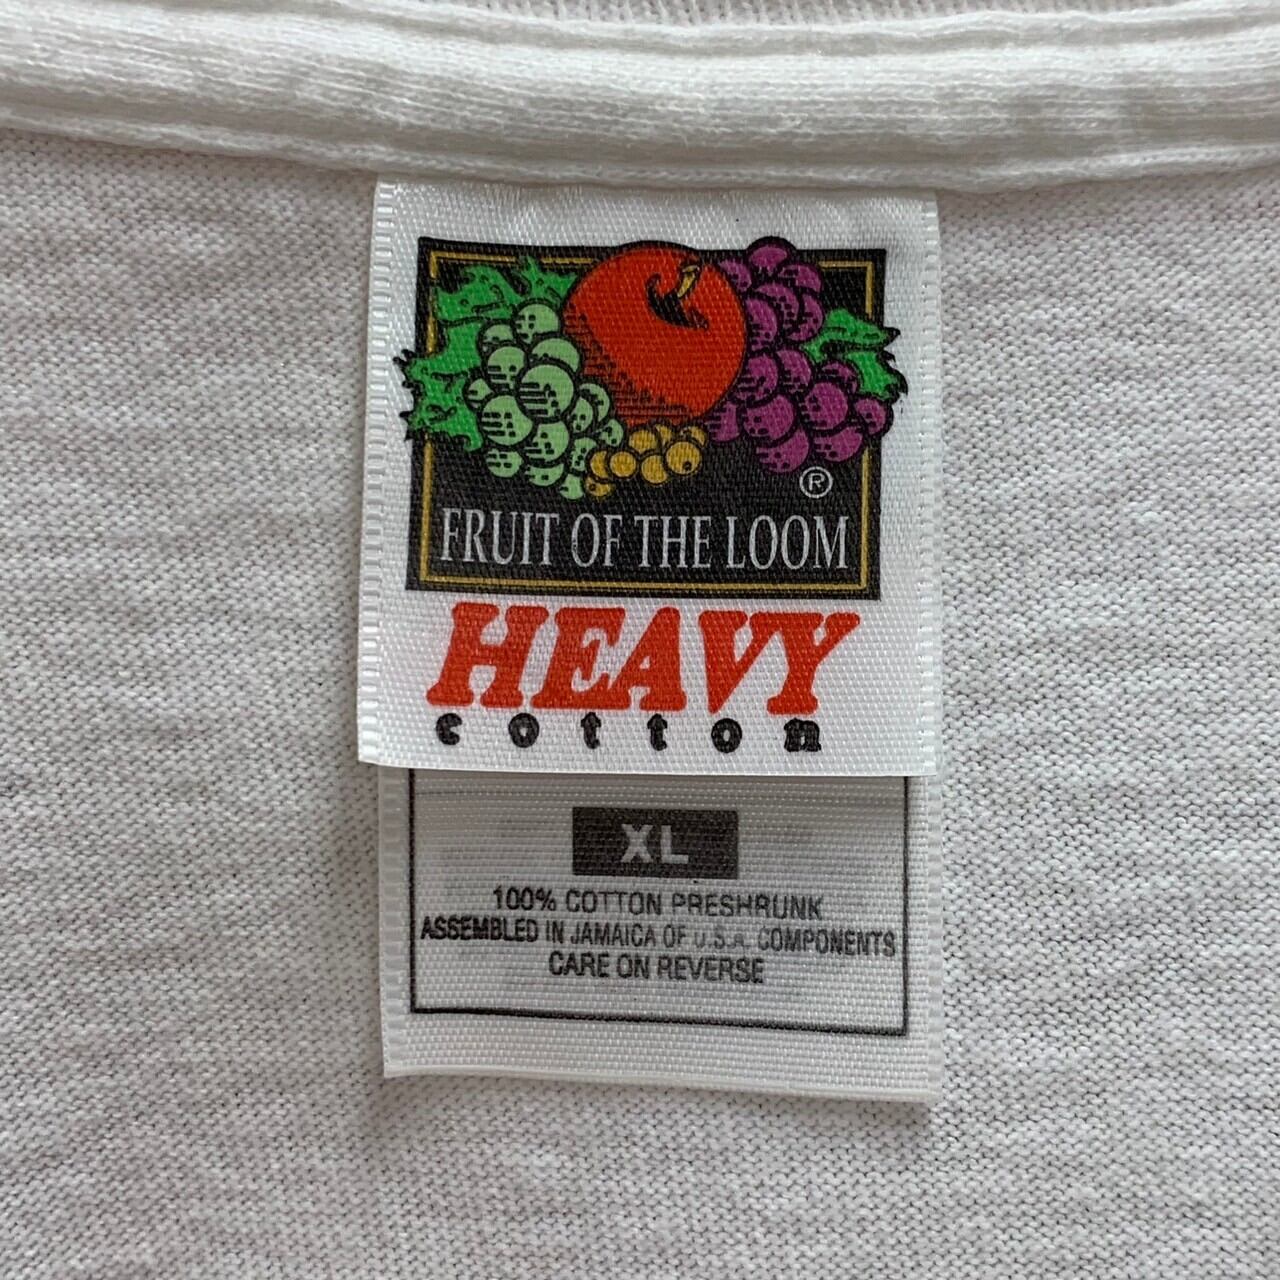 ®
FRUIT OF THE LOOM
HEAVY
cotton
XL
100% COTTON PRESHRUNK
ASSEMBLED IN JAMAICA OF U.S.A. COMPONENTS
CARE ON REVERSE